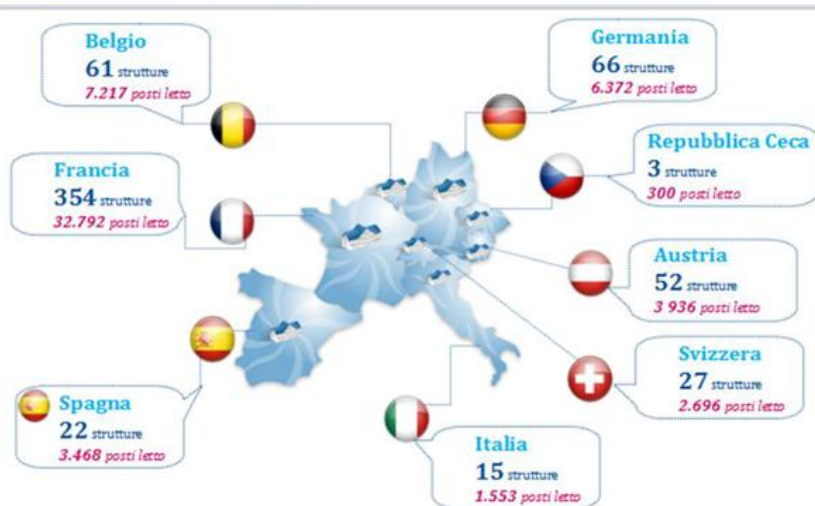 Belgio
61 strutture
7.217 posti letto
Germania
66 strutture
6.372 posti letto
Francia
354 strutture
32.792 posti letto
Repubblica Ceca
3 strutture
300 posti letto
Austria
52 strutture
3 936 posti letto
Svizzera
27 strutture
2.696 posti letto
Spagna
22 strutture
3.468 posti letto
Italia
15 strutture
1.553 posti letto